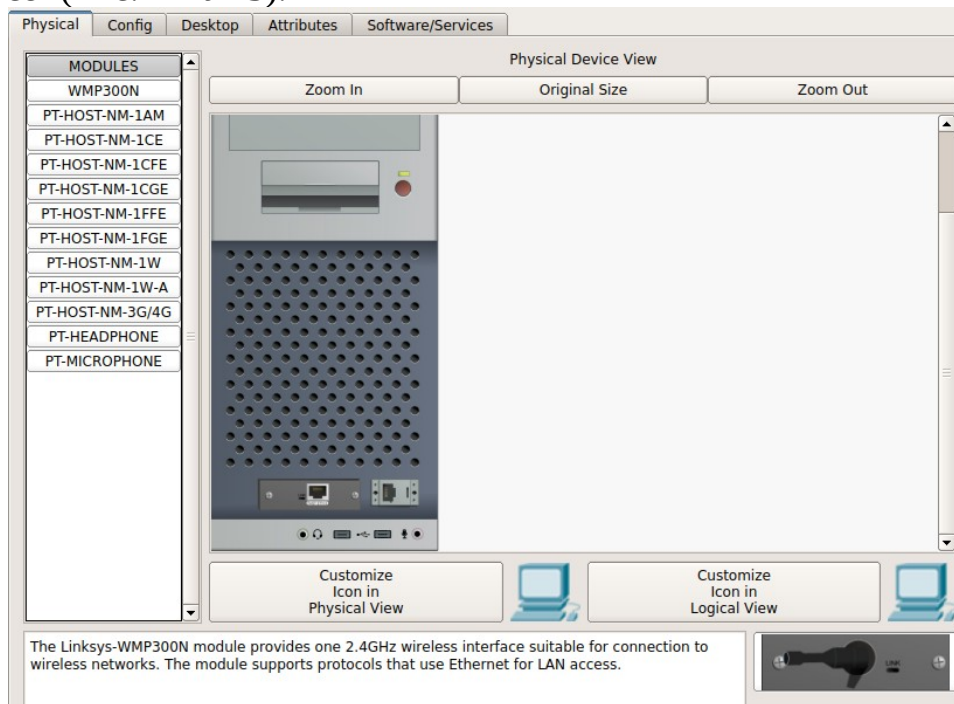 Physical Config Desktop Attributes Software/Services
MODULES
WMP300N
PT-HOST-NM-1AM
PT-HOST-NM-1CE
PT-HOST-NM-1CFE
PT-HOST-NM-1CGE
PT-HOST-NM-1FFE
PT-HOST-NM-1FGE
PT-HOST-NM-1W
PT-HOST-NM-1W-A
PT-HOST-NM-3G/4G
PT-HEADPHONE
PT-MICROPHONE
Physical Device View
Zoom In Original Size Zoom Out
Customize
Icon in
Physical View
Customize
Icon in
Logical View
The Linksys-WMP300N module provides one 2.4GHz wireless interface suitable for connection to
wireless networks. The module supports protocols that use Ethernet for LAN access.
LINK